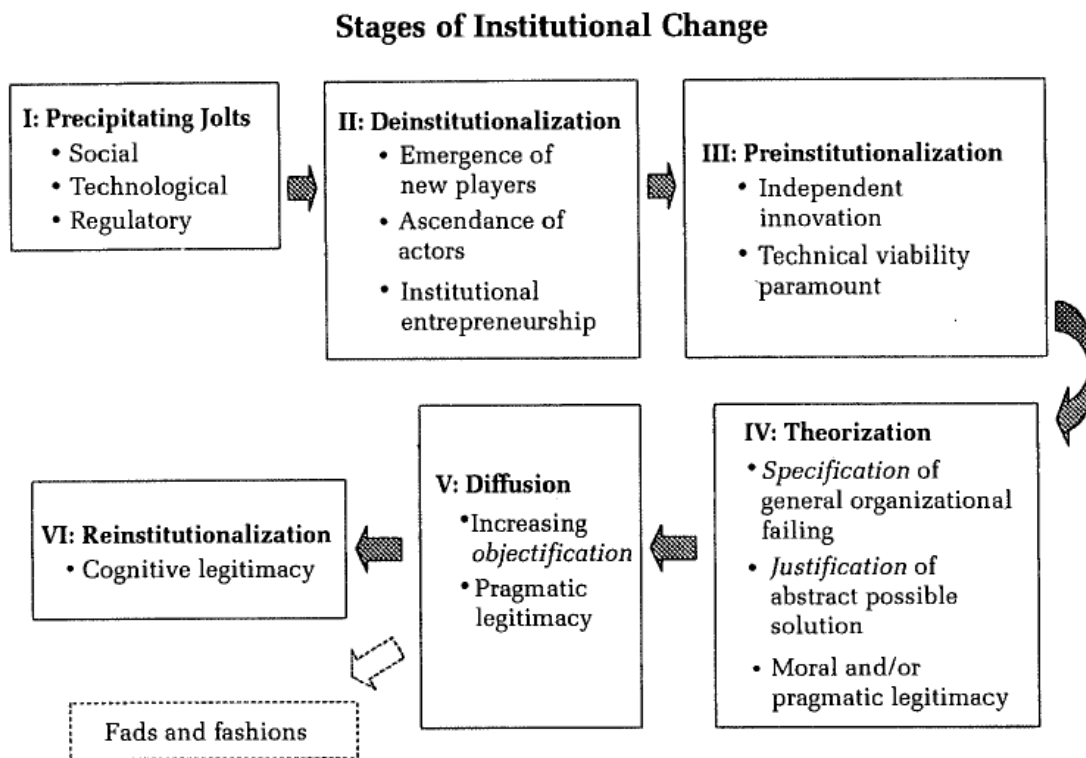 Stages of Institutional Change
I: Precipitating Jolts
• Social
• Technological
• Regulatory
II: Deinstitutionalization
• Emergence of
new players
• Ascendance of
actors
• Institutional
entrepreneurship
III: Preinstitutionalization
• Independent
innovation
• Technical viability
paramount
IV: Theorization
• Specification of
general organizational
failing
• Justification of
abstract possible
solution
• Moral and/or
pragmatic legitimacy
V: Diffusion
• Increasing
objectification
• Pragmatic
legitimacy
VI: Reinstitutionalization
• Cognitive legitimacy
Fads and fashions